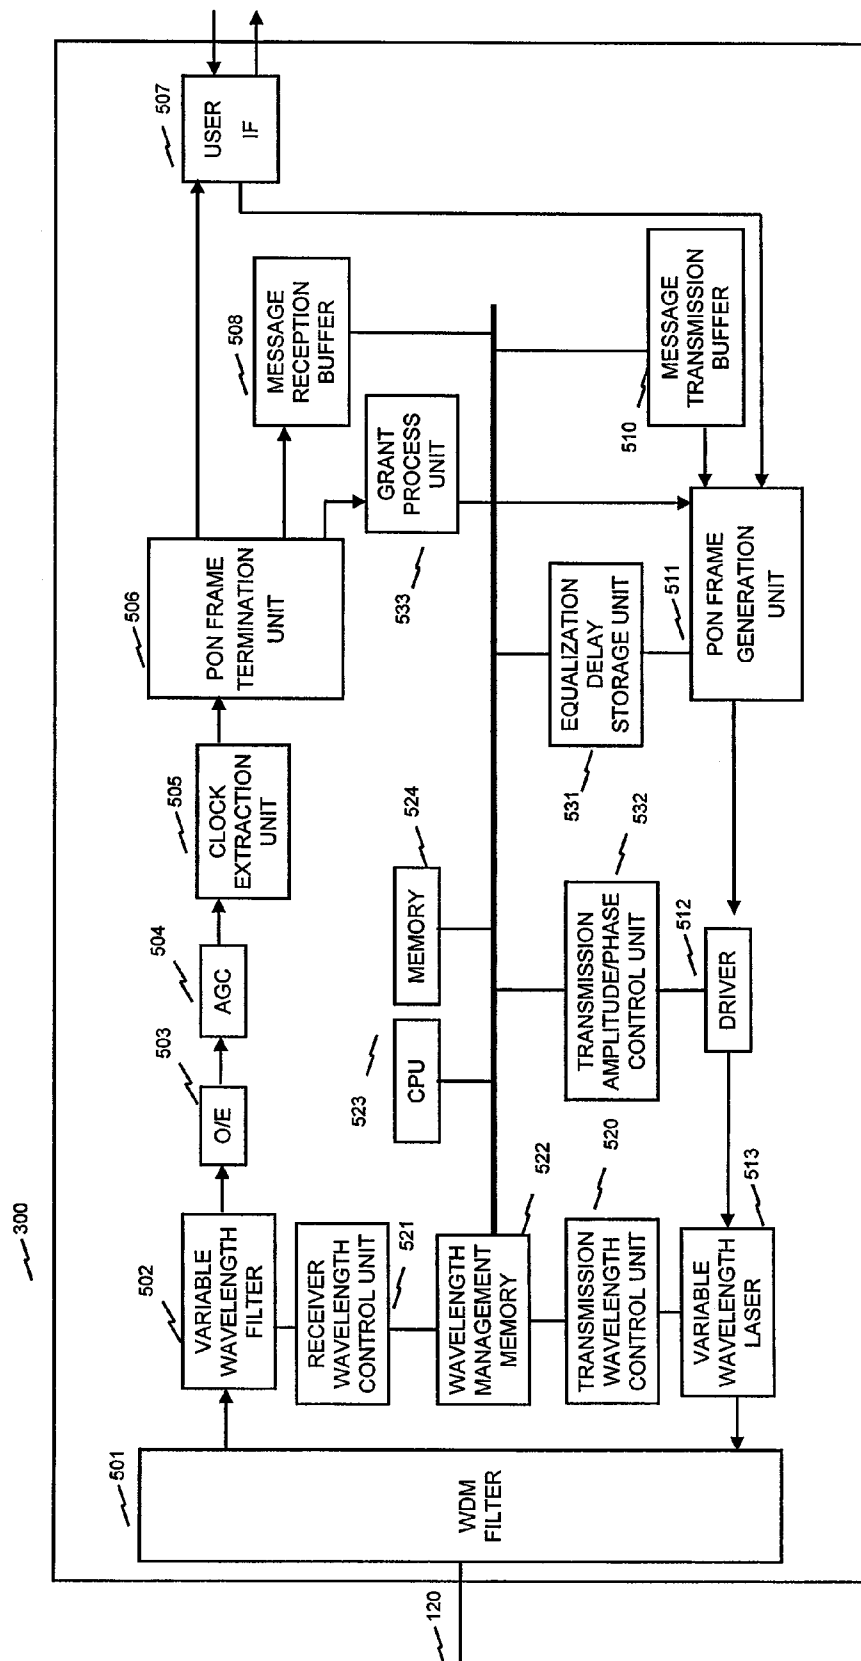 300
120
501
WDM
FILTER
502
VARIABLE
WAVELENGTH
FILTER
503
O/E
504
AGC
505
CLOCK
EXTRACTION
UNIT
506
PON FRAME
TERMINATION
UNIT
507
USER
IF
508
MESSAGE
RECEPTION
BUFFER
GRANT
PROCESS
UNIT
533
RECEIVER
WAVELENGTH
CONTROL UNIT
521
523
CPU
524
MEMORY
WAVELENGTH
MANAGEMENT
MEMORY
522
TRANSMISSION
WAVELENGTH
CONTROL UNIT
520
TRANSMISSION
AMPLITUDE/PHASE
CONTROL UNIT
532
EQUALIZATION
DELAY
STORAGE UNIT
531
MESSAGE
TRANSMISSION
BUFFER
510
VARIABLE
WAVELENGTH
LASER
513
DRIVER
512
PON FRAME
GENERATION
UNIT
511